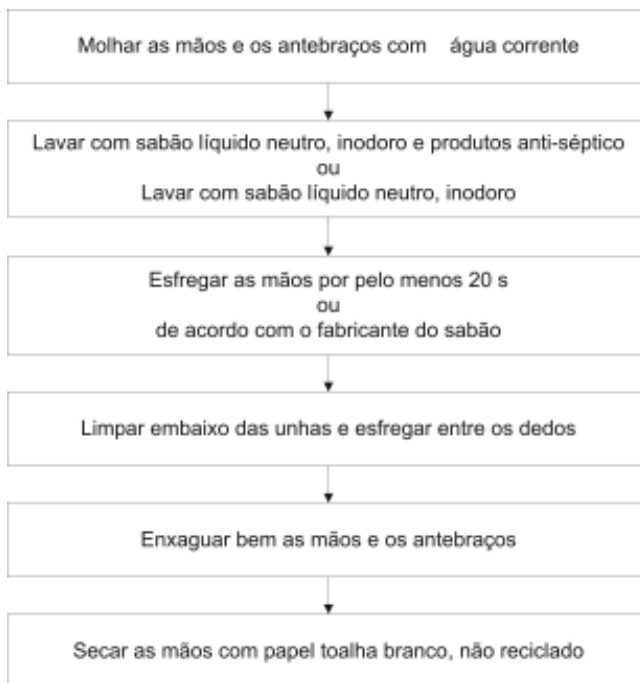 Molhar as mãos e os antebraços com água corrente
Lavar com sabão líquido neutro, inodoro e produtos anti-séptico
ou
Lavar com sabão líquido neutro, inodoro
Esfregar as mãos por pelo menos 20 s
ou
de acordo com o fabricante do sabão
Limpar embaixo das unhas e esfregar entre os dedos
Enxaguar bem as mãos e os antebraços
Secar as mãos com papel toalha branco, não reciclado